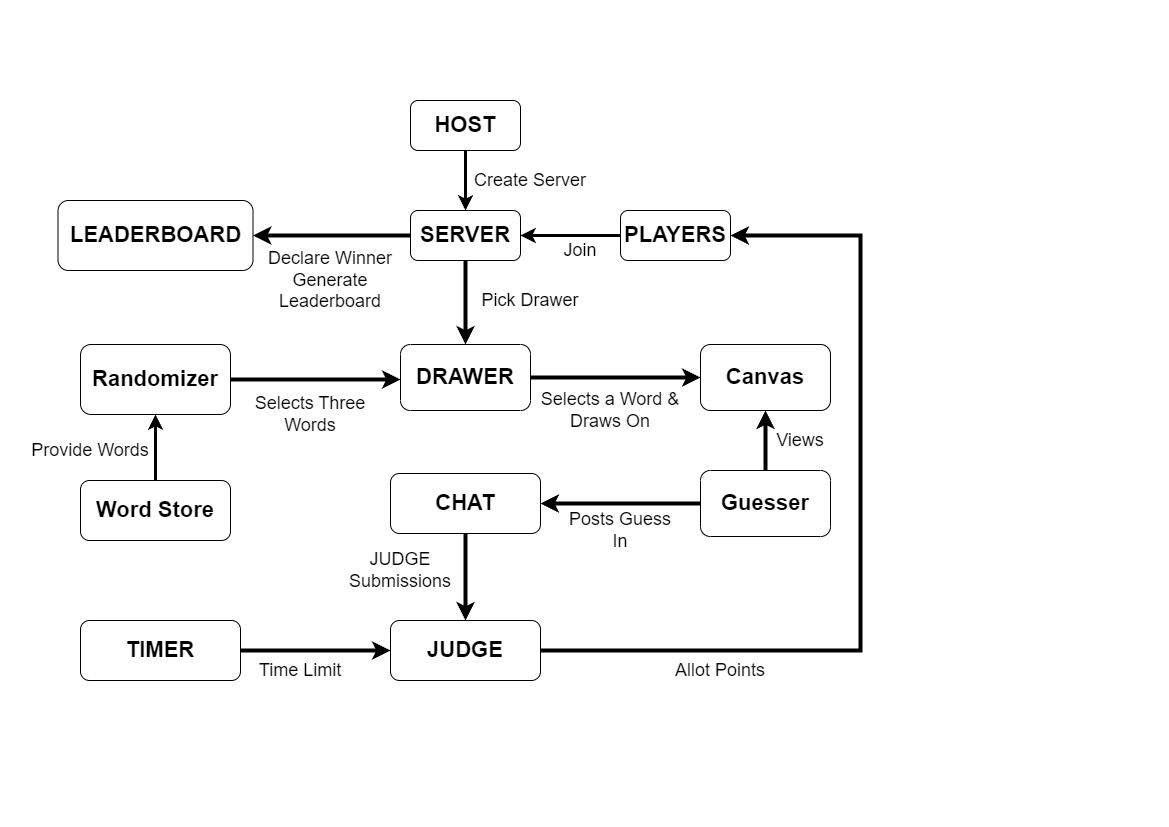 HOST
Create Server
LEADERBOARD
SERVER
PLAYERS
Join
Declare Winner
Generate
Leaderboard
Pick Drawer
Randomizer
DRAWER
Canvas
Selects Three
Words
Selects a Word &
Draws On
Provide Words
Views
Word Store
CHAT
Guesser
Posts Guess
In
JUDGE
Submissions
TIMER
JUDGE
Time Limit
Allot Points